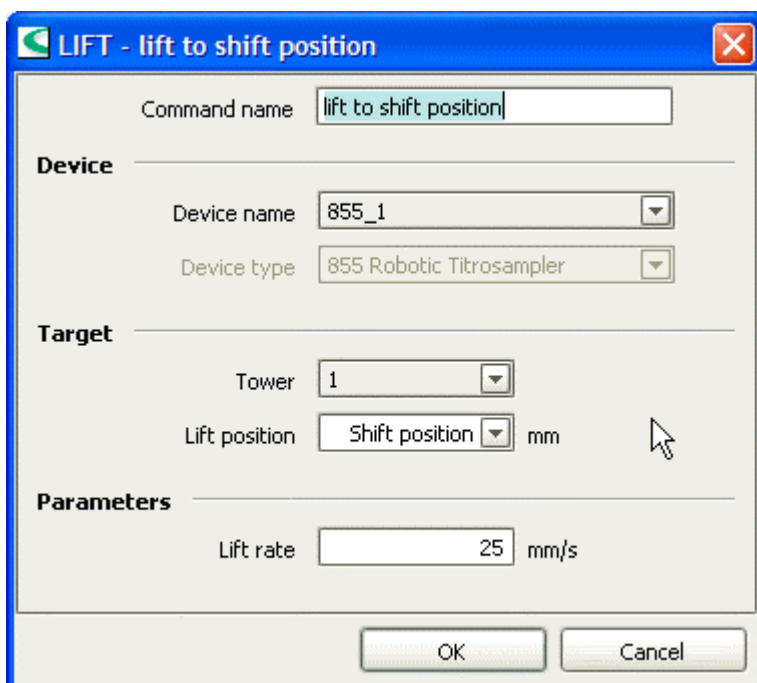 LIFT - lift to shift position
Command name lift to shift position
Device
Device name 855_1
Device type 855 Robotic Titrosampler
Target
Tower 1
Lift position Shift position mm
Parameters
Lift rate 25 mm/s
OK Cancel